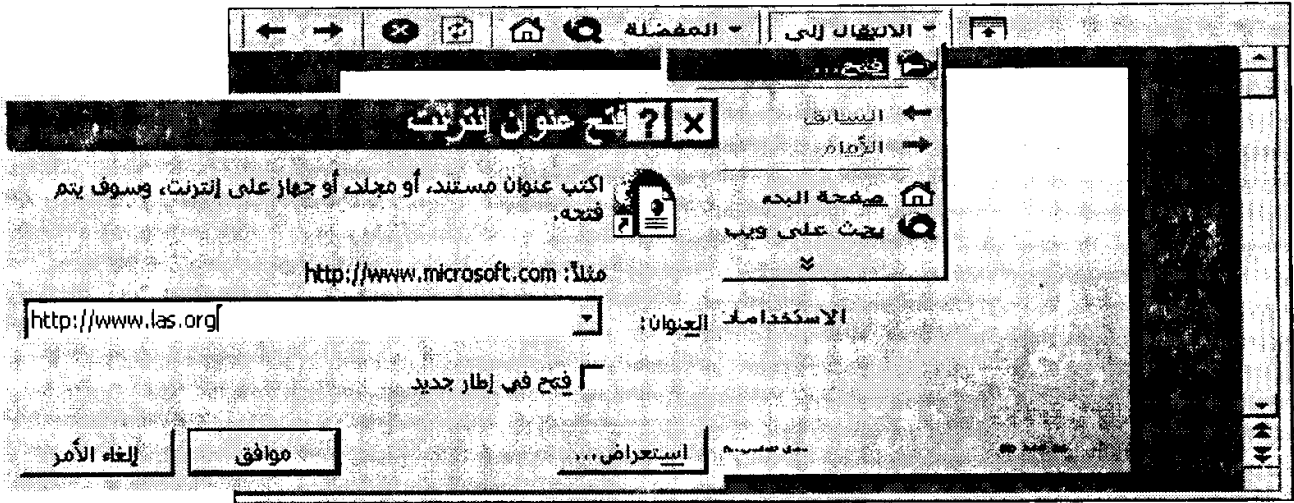 الانتقال إلى المفضلة
فتح...
السابق
الأمام
صفحة البدء
بحث على ويب
فتح عنوان إنترنت
اكتب عنوان مستند، أو مجلد، أو جهاز على إنترنت، وسوف يتم
فتحه.
مثلاً: http://www.microsoft.com
العنوان: http://www.las.org
فتح في إطار جديد
استعراض... موافق إلغاء الأمر